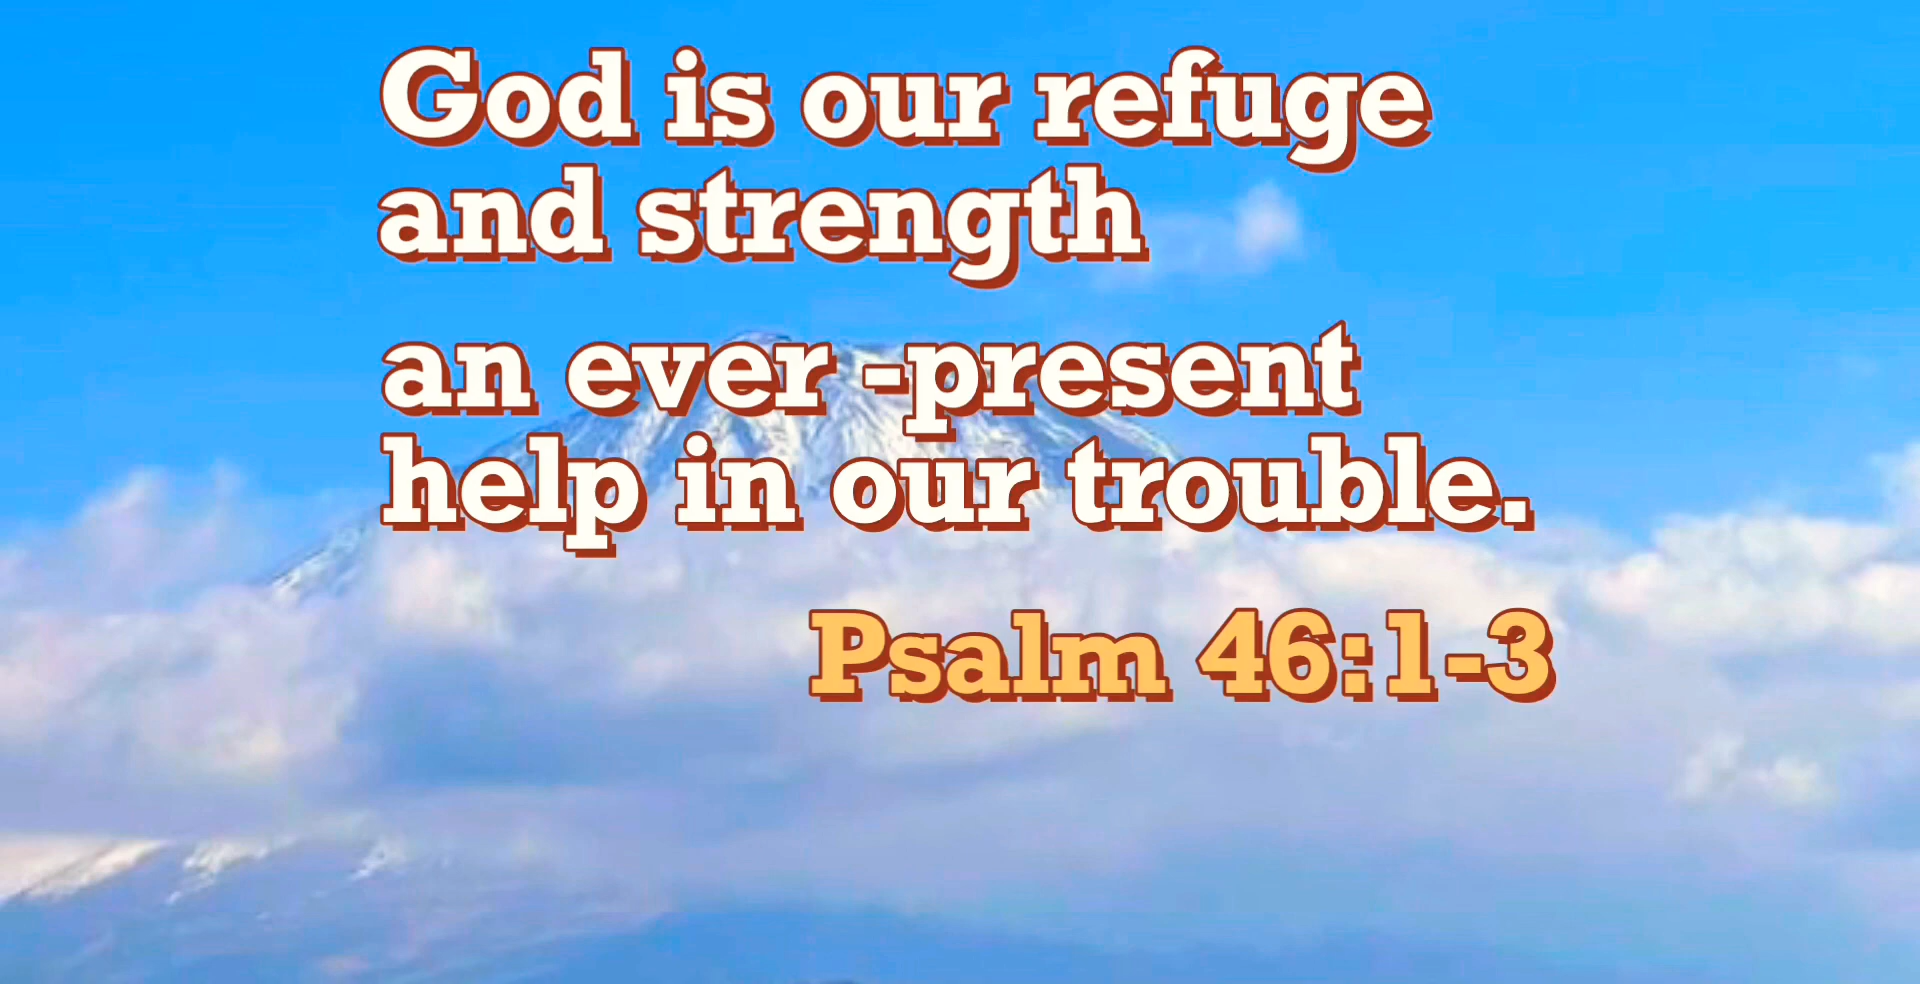 God is our refuge
and strength
an ever -present
help in our trouble.
Psalm 46:1-3